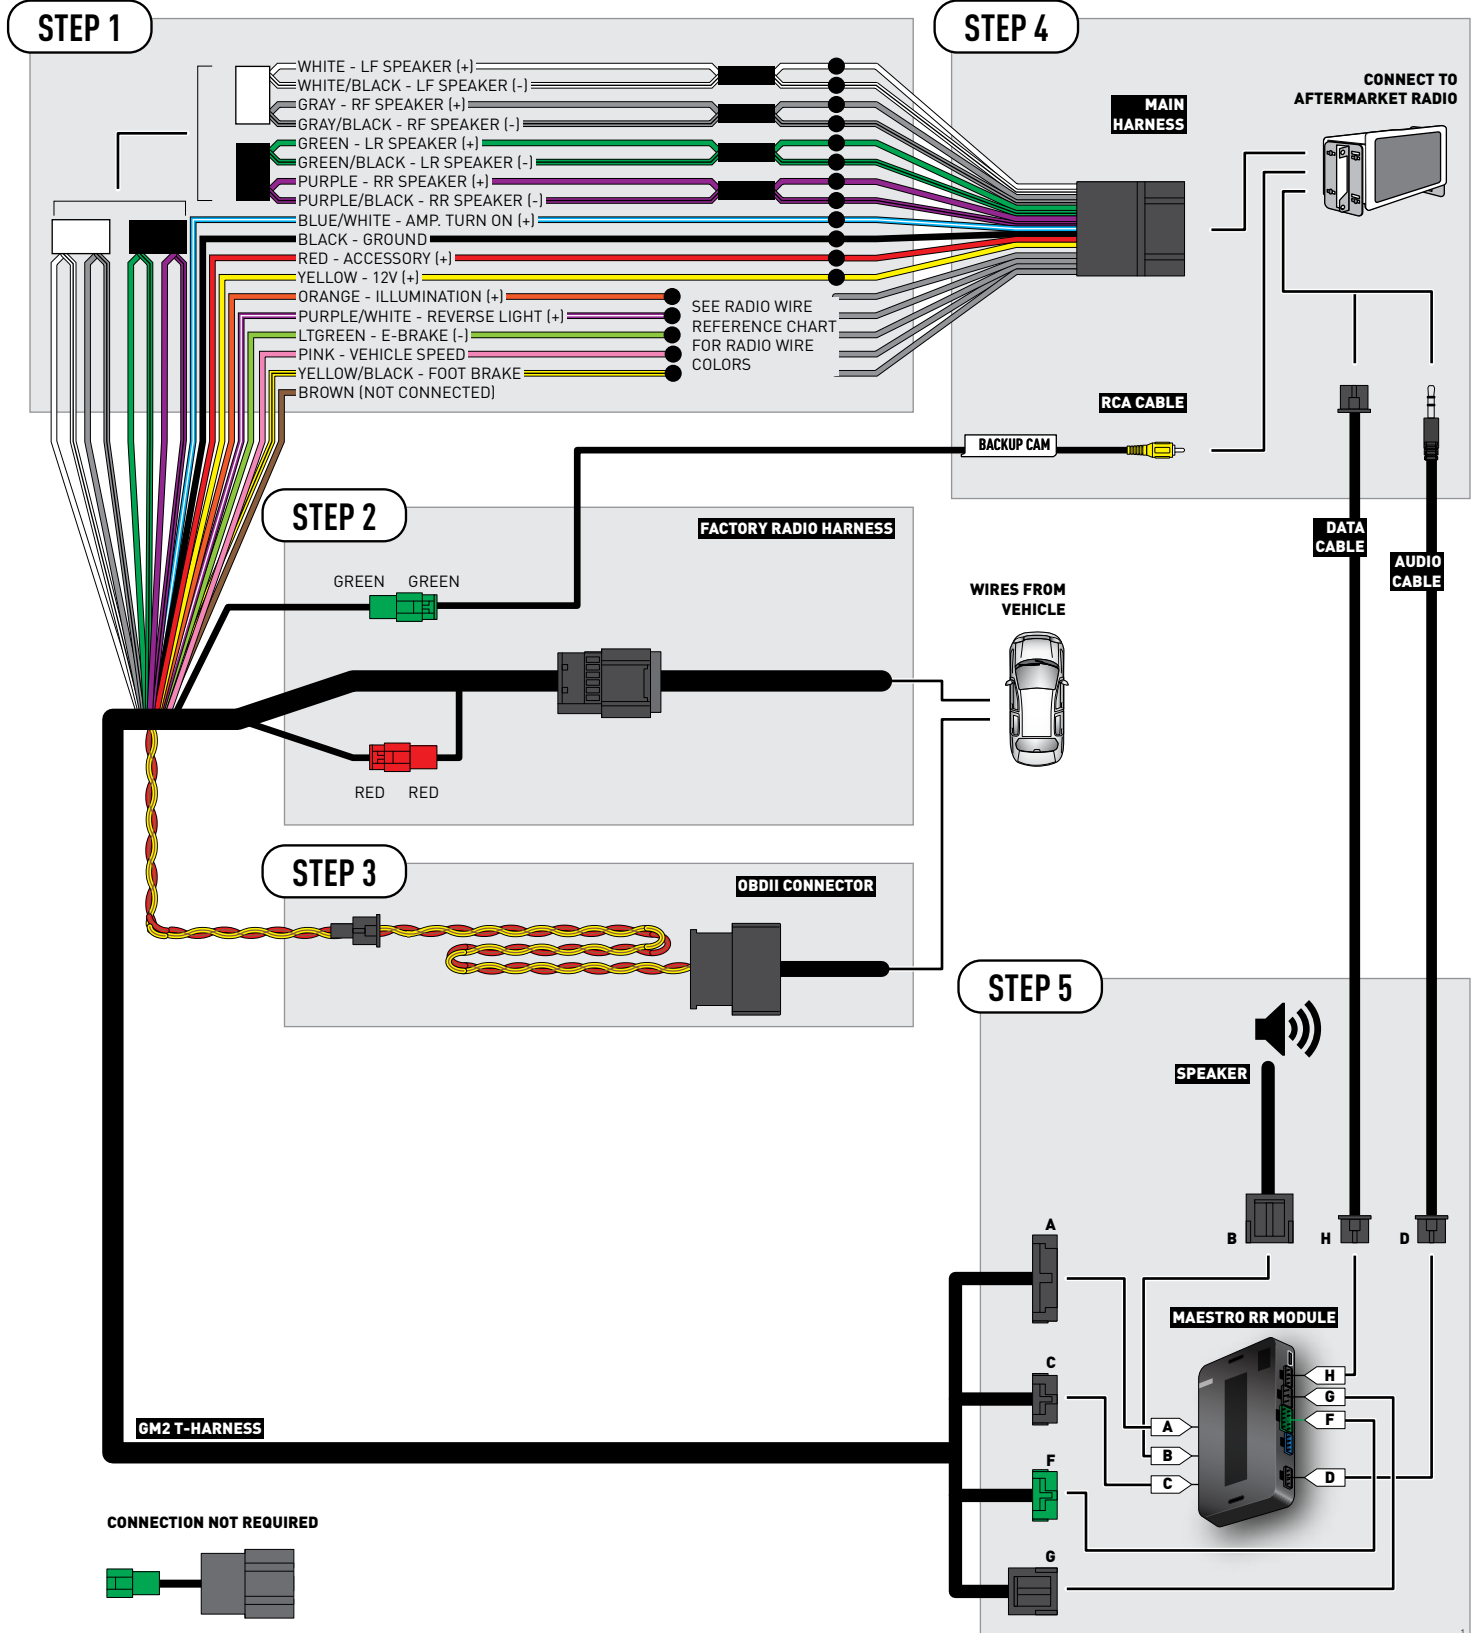 STEP 1
WHITE - LF SPEAKER (+)
WHITE/BLACK - LF SPEAKER (-)
GRAY - RF SPEAKER (+)
GRAY/BLACK - RF SPEAKER (-)
GREEN - LR SPEAKER (+)
GREEN/BLACK - LR SPEAKER (-)
PURPLE - RR SPEAKER (+)
PURPLE/BLACK - RR SPEAKER (-)
BLUE/WHITE - AMP. TURN ON (+)
BLACK - GROUND
RED - ACCESSORY (+)
YELLOW - 12V (+)
ORANGE - ILLUMINATION (+)
PURPLE/WHITE - REVERSE LIGHT (+)
LTGREEN - E-BRAKE (-)
PINK - VEHICLE SPEED
YELLOW/BLACK - FOOT BRAKE
BROWN (NOT CONNECTED)
SEE RADIO WIRE
REFERENCE CHART
FOR RADIO WIRE
COLORS
STEP 4
MAIN
HARNESS
CONNECT TO
AFTERMARKET RADIO
RCA CABLE
BACKUP CAM
DATA
CABLE
AUDIO
CABLE
STEP 2
FACTORY RADIO HARNESS
GREEN GREEN
RED RED
WIRES FROM
VEHICLE
STEP 3
OBDII CONNECTOR
STEP 5
SPEAKER
B
H
D
A
C
F
G
MAESTRO RR MODULE
H
G
F
D
A
B
C
GM2 T-HARNESS
CONNECTION NOT REQUIRED
1